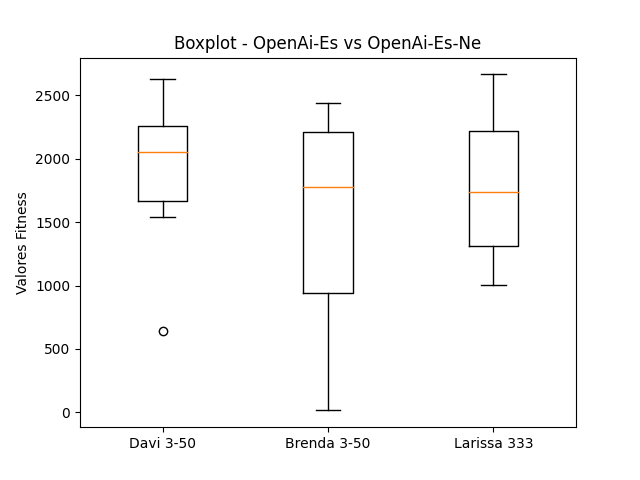 Boxplot - OpenAi-Es vs OpenAi-Es-Ne
Valores Fitness
2500
2000
1500
1000
500
0
Davi 3-50
Brenda 3-50
Larissa 333